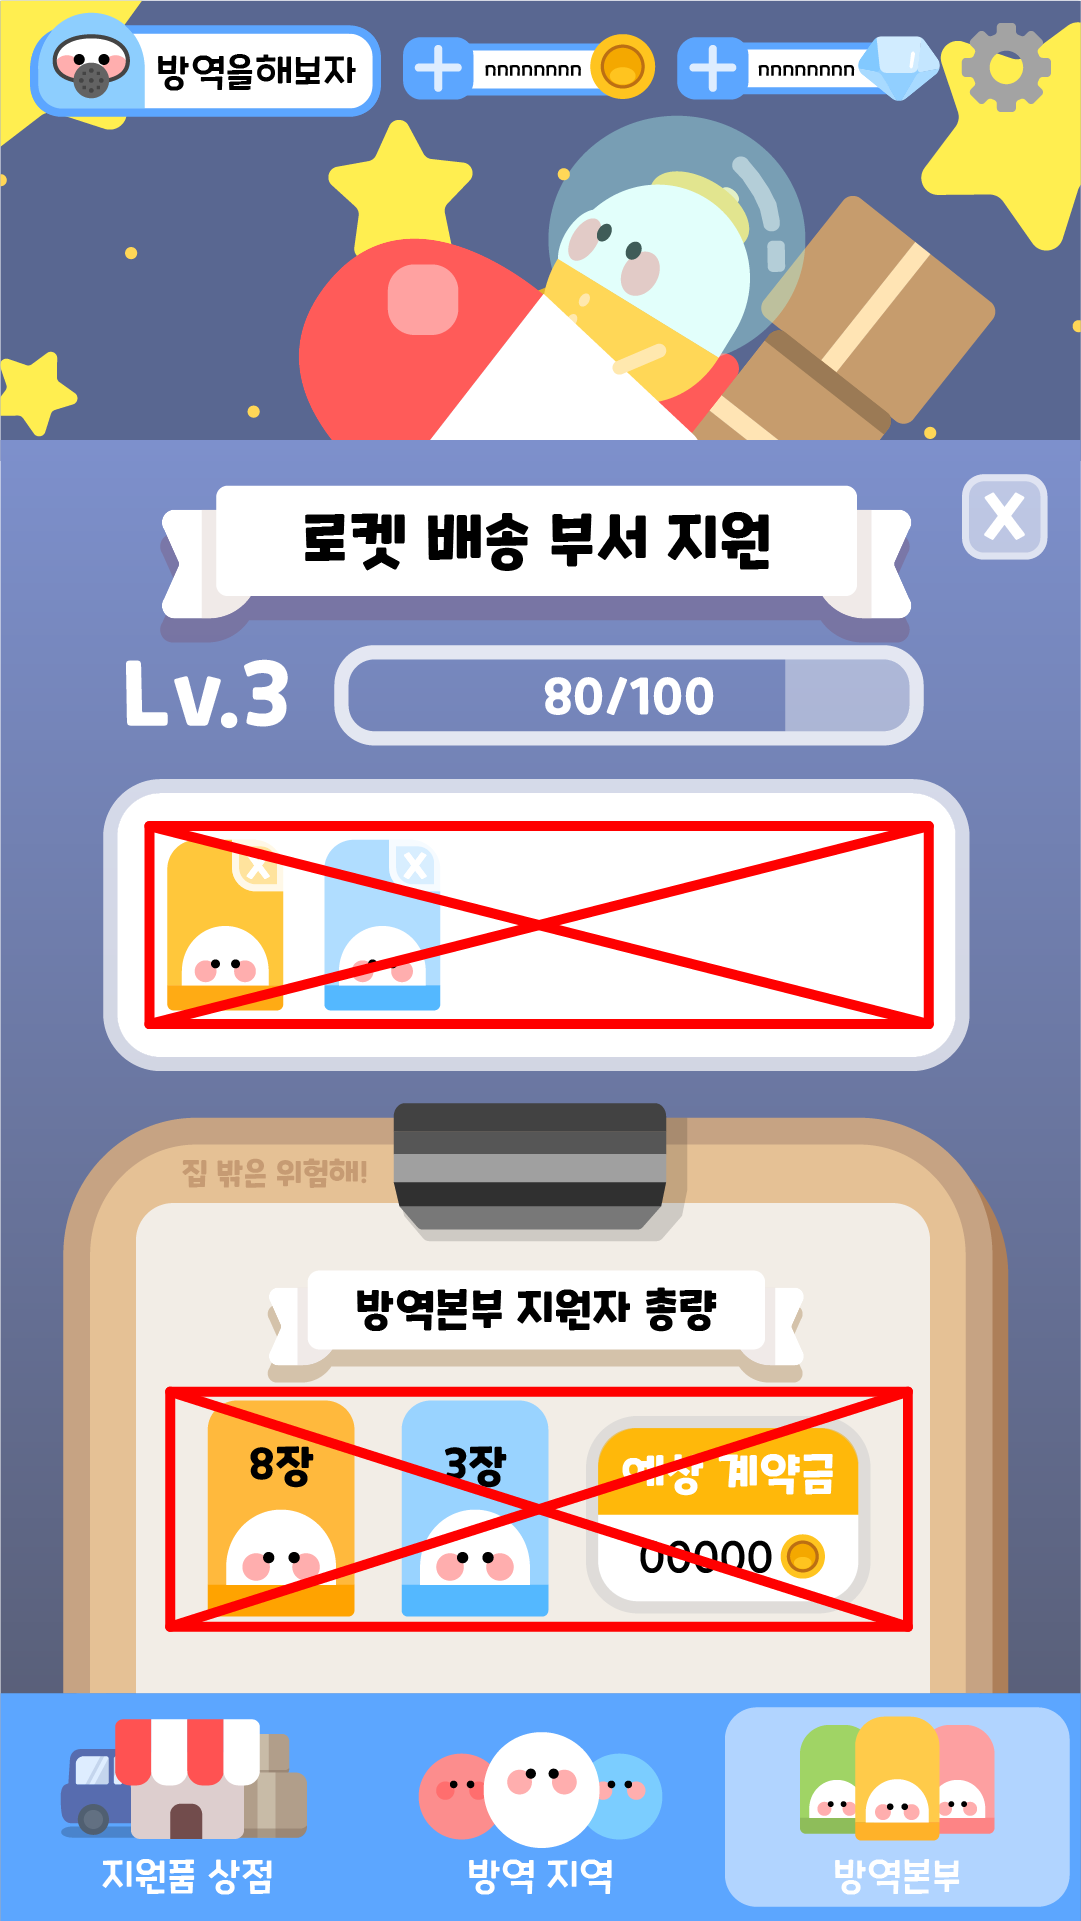 방역을해보자
nnnnnnnn
nnnnnnnn
로켓 배송 부서 지원
X
Lv.3
80/100
X X
집 밖은 위험해!
방역본부 지원자 총량
8장
3장
예상 계약금
00000
지원품 상점
방역 지역
방역본부